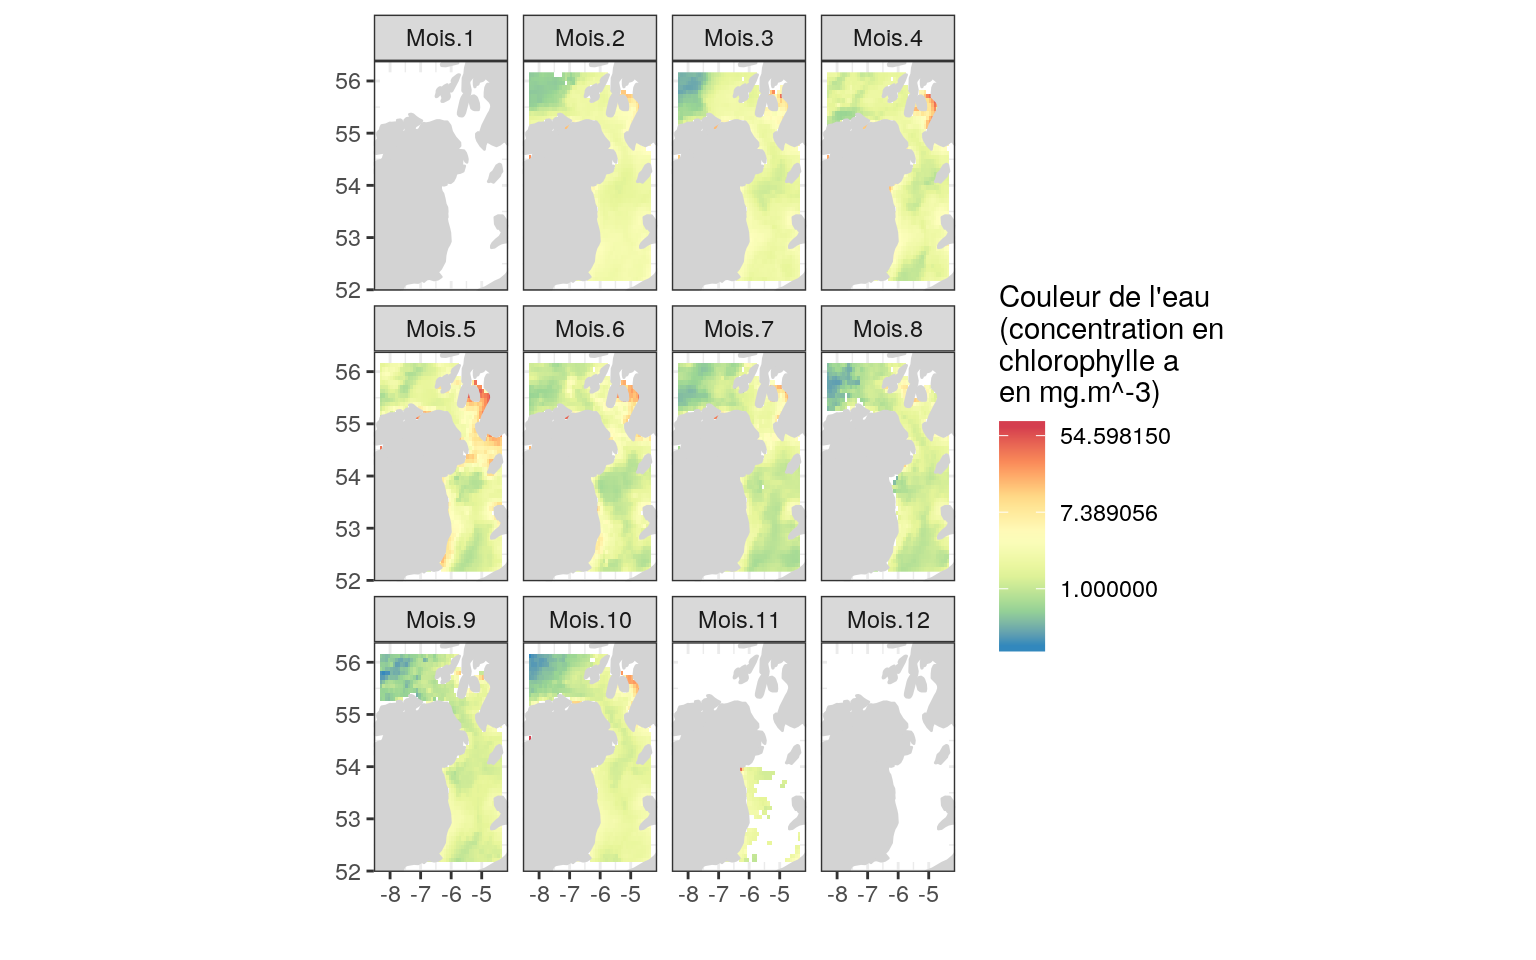 Mois.1 Mois.2 Mois.3 Mois.4
56
55
54
53
52
Mois.5 Mois.6 Mois.7 Mois.8
56
55
54
53
52
Mois.9 Mois.10 Mois.11 Mois.12
56
55
54
53
52
-8 -7 -6 -5 -8 -7 -6 -5 -8 -7 -6 -5 -8 -7 -6 -5
Couleur de l'eau
(concentration en
chlorophylle a
en mg.m^-3)
54.598150
7.389056
1.000000